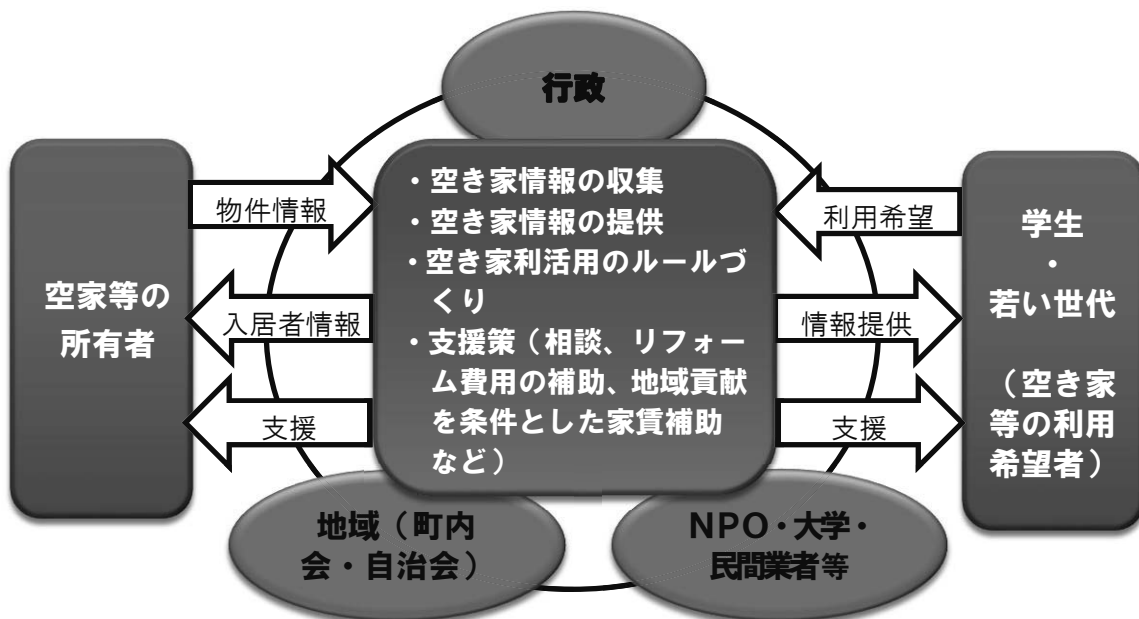 行政
空家等の
所有者
物件情報
入居者情報
支援
・空き家情報の収集
・空き家情報の提供
・空き家利活用のルールづ
くり
・支援策（相談、リフォー
ム費用の補助、地域貢献
を条件とした家賃補助
など）
利用希望
情報提供
支援
学生
・
若い世代
（空き家
等の利用
希望者）
地域（町内
会・自治会）
NPO・大学・
民間業者等